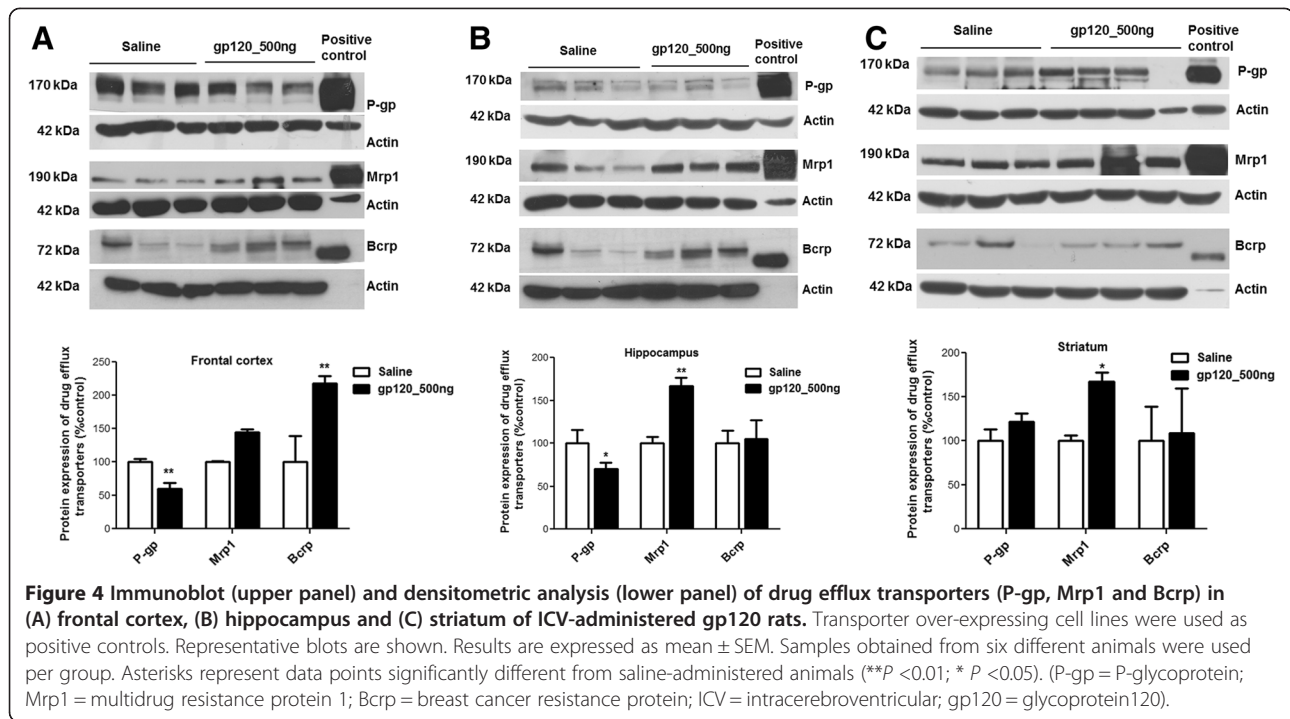 A
Saline
gp120_500ng
Positive
control
170 kDa
P-gp
42 kDa
Actin
190 kDa
Mrp1
42 kDa
Actin
72 kDa
Bcrp
42 kDa
Actin
Frontal cortex
Protein expression of drug efflux
transporters (%control)
250
200
150
100
50
0
**
**
Saline
gp120_500ng
P-gp
Mrp1
Bcrp
B
Saline
gp120_500ng
Positive
control
170 kDa
P-gp
42 kDa
Actin
190 kDa
Mrp1
42 kDa
Actin
72 kDa
Bcrp
42 kDa
Actin
Hippocampus
Protein expression of drug efflux
transporters (%control)
200
150
100
50
0
*
**
Saline
gp120_500ng
P-gp
Mrp1
Bcrp
C
Saline
gp120_500ng
Positive
control
170 kDa
P-gp
42 kDa
Actin
190 kDa
Mrp1
42 kDa
Actin
72 kDa
Bcrp
42 kDa
Actin
Striatum
Protein expression of drug efflux
transporters (%control)
200
150
100
50
0
*
Saline
gp120_500ng
P-gp
Mrp1
Bcrp
Figure 4 Immunoblot (upper panel) and densitometric analysis (lower panel) of drug efflux transporters (P-gp, Mrp1 and Bcrp) in
(A) frontal cortex, (B) hippocampus and (C) striatum of ICV-administered gp120 rats. Transporter over-expressing cell lines were used as
positive controls. Representative blots are shown. Results are expressed as mean ± SEM. Samples obtained from six different animals were used
per group. Asterisks represent data points significantly different from saline-administered animals (**P <0.01; * P <0.05). (P-gp = P-glycoprotein;
Mrp1 = multidrug resistance protein 1; Bcrp = breast cancer resistance protein; ICV = intracerebroventricular; gp120 = glycoprotein120).